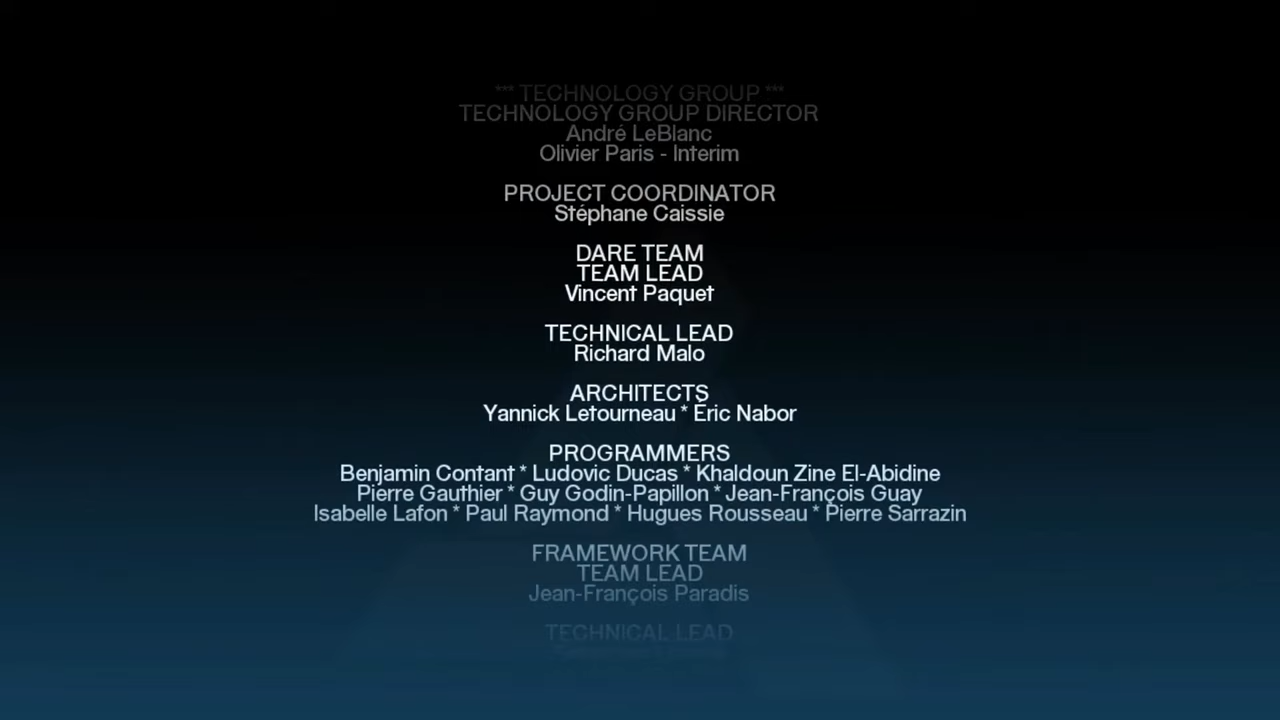 *** TECHNOLOGY GROUP ***
TECHNOLOGY GROUP DIRECTOR
André LeBlanc
Olivier Paris - Interim
PROJECT COORDINATOR
Stéphane Caissie
DARE TEAM
TEAM LEAD
Vincent Paquet
TECHNICAL LEAD
Richard Malo
ARCHITECTS
Yannick Letourneau * Éric Nabor
PROGRAMMERS
Benjamin Contant * Ludovic Ducas * Khaldoun Zine El-Abidine
Pierre Gauthier * Guy Godin-Papillon * Jean-François Guay
Isabelle Lafon * Paul Raymond * Hugues Rousseau * Pierre Sarrazin
FRAMEWORK TEAM
TEAM LEAD
Jean-François Paradis
TECHNICAL LEAD